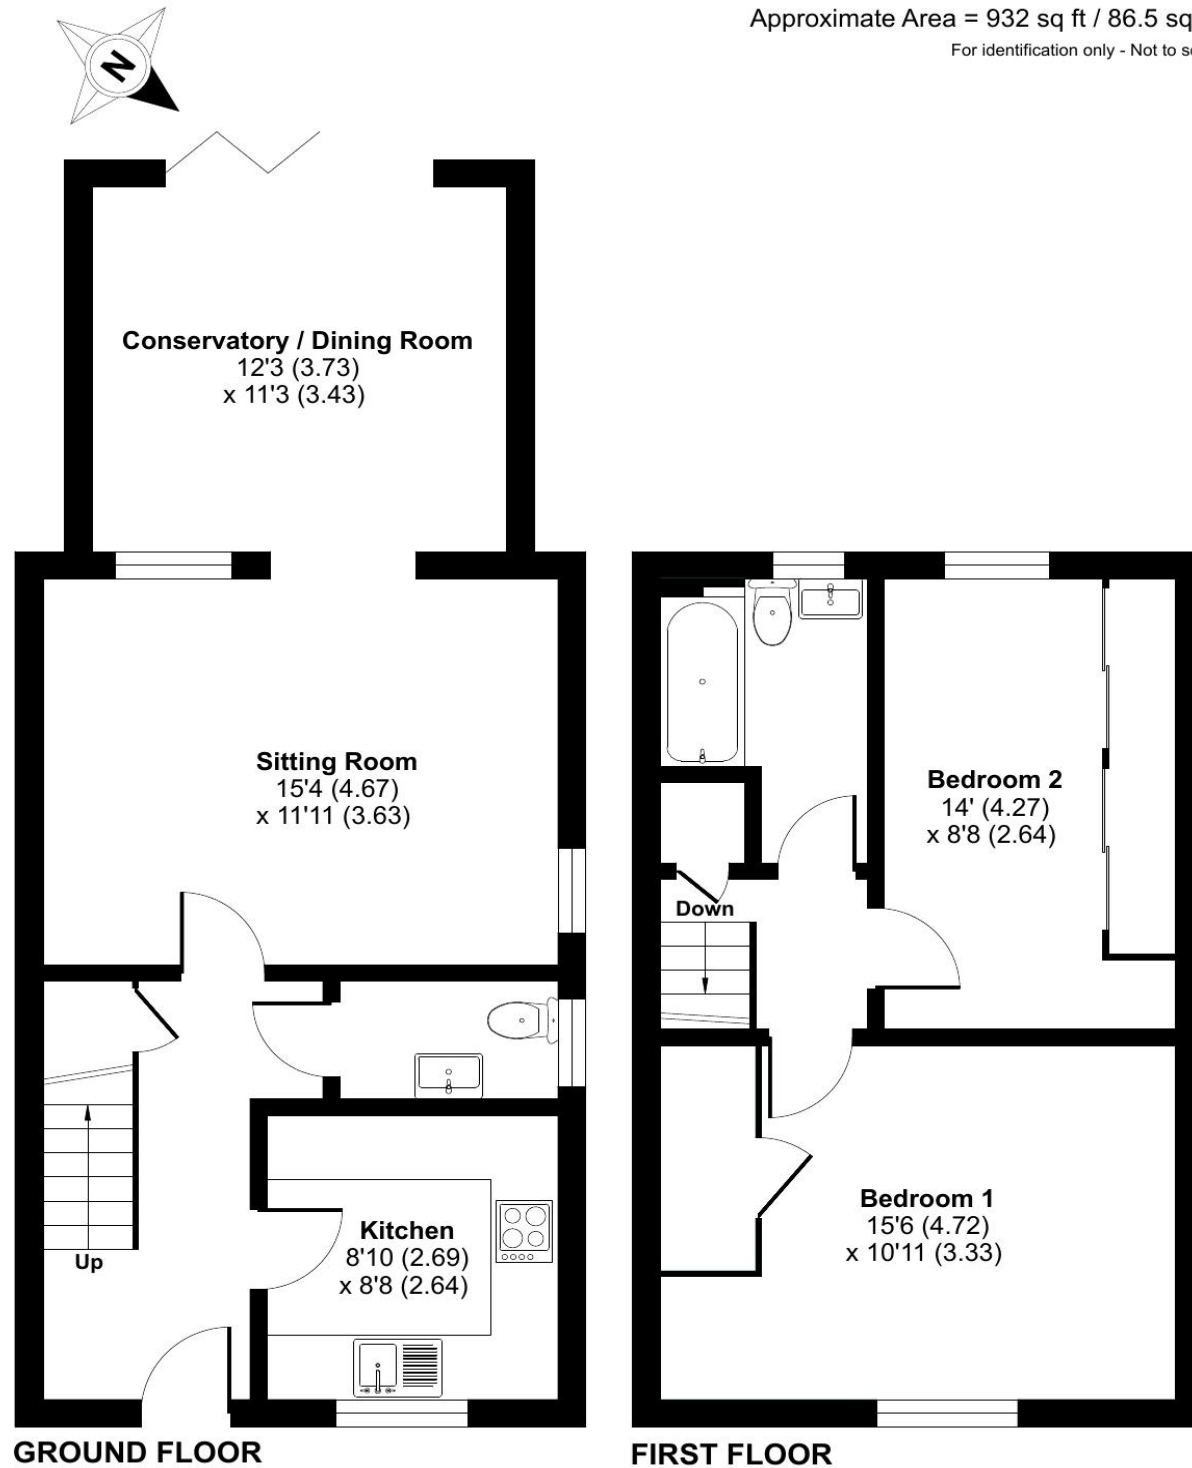 Approximate Area = 932 sq ft / 86.5 sq
For identification only - Not to
N
Conservatory / Dining Room
12'3 (3.73)
x 11'3 (3.43)
Sitting Room
15'4 (4.67)
x 11'11 (3.63)
Bedroom 2
14' (4.27)
x 8'8 (2.64)
Down
Bedroom 1
15'6 (4.72)
x 10'11 (3.33)
Kitchen
8'10 (2.69)
x 8'8 (2.64)
Up
GROUND FLOOR
FIRST FLOOR